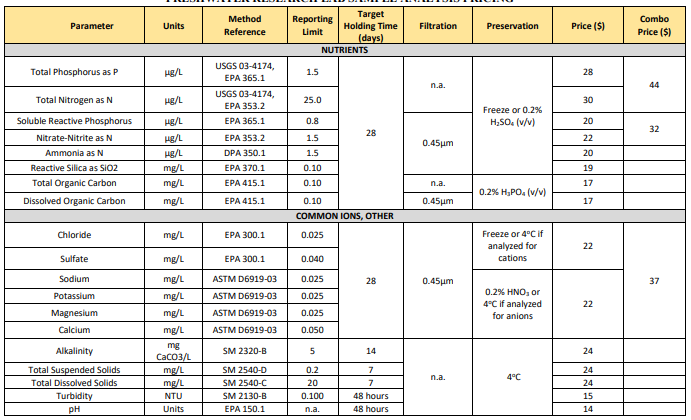 FRESHWATER RESEARCH LAB SAMPLE ANALYSIS PRICING
Parameter Units Method Reference Reporting Limit Target Holding Time (days) Filtration Preservation Price ($) Combo Price ($)
NUTRIENTS
Total Phosphorus as P µg/L USGS 03-4174, EPA 365.1 1.5 28 n.a. Freeze or 0.2% H₂SO₄ (v/v) 28 44
Total Nitrogen as N µg/L USGS 03-4174, EPA 353.2 25.0 30
Soluble Reactive Phosphorus µg/L EPA 365.1 0.8 0.45µm 20 32
Nitrate-Nitrite as N µg/L EPA 353.2 1.5 22
Ammonia as N µg/L DPA 350.1 1.5 20
Reactive Silica as SiO2 mg/L EPA 370.1 0.10 19
Total Organic Carbon mg/L EPA 415.1 0.10 n.a. 0.2% H₃PO₄ (v/v) 17
Dissolved Organic Carbon mg/L EPA 415.1 0.10 0.45µm 17
COMMON IONS, OTHER
Chloride mg/L EPA 300.1 0.025 28 0.45µm Freeze or 4°C if analyzed for cations 22 37
Sulfate mg/L EPA 300.1 0.040
Sodium mg/L ASTM D6919-03 0.025 0.2% HNO₃ or 4°C if analyzed for anions 22
Potassium mg/L ASTM D6919-03 0.025
Magnesium mg/L ASTM D6919-03 0.025
Calcium mg/L ASTM D6919-03 0.050
Alkalinity mg CaCO3/L SM 2320-B 5 14 n.a. 4°C 24
Total Suspended Solids mg/L SM 2540-D 0.2 7 24
Total Dissolved Solids mg/L SM 2540-C 20 7 24
Turbidity NTU SM 2130-B 0.100 48 hours 15
pH Units EPA 150.1 n.a. 48 hours 14